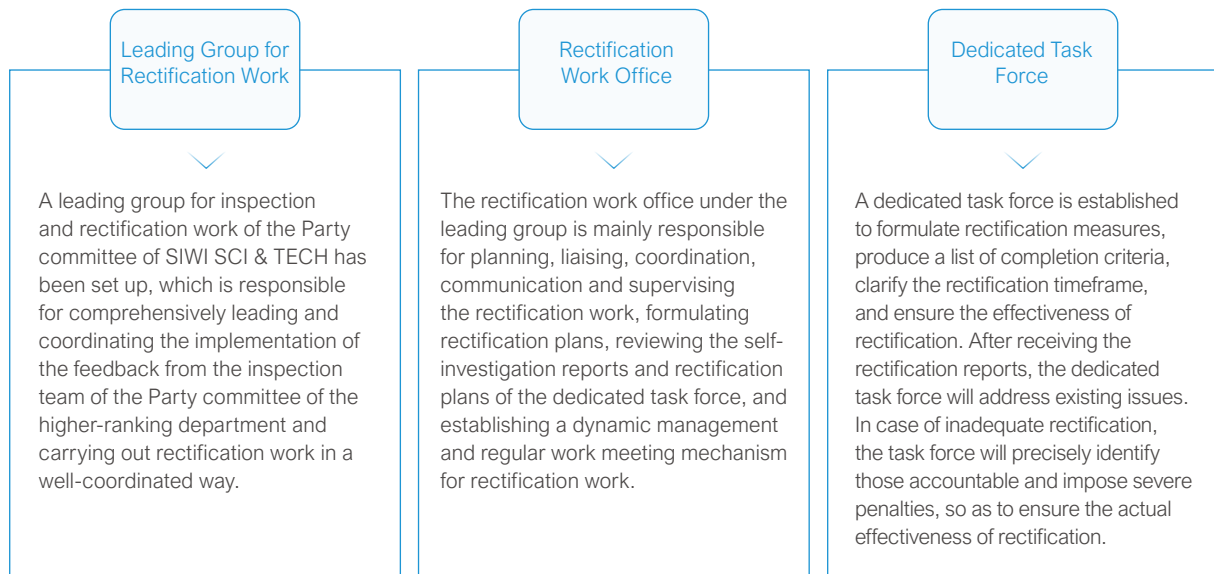 Leading Group for
Rectification Work
A leading group for inspection
and rectification work of the Party
committee of SIWI SCI & TECH has
been set up, which is responsible
for comprehensively leading and
coordinating the implementation of
the feedback from the inspection
team of the Party committee of the
higher-ranking department and
carrying out rectification work in a
well-coordinated way.
Rectification
Work Office
The rectification work office under the
leading group is mainly responsible
for planning, liaising, coordination,
communication and supervising
the rectification work, formulating
rectification plans, reviewing the self-
investigation reports and rectification
plans of the dedicated task force, and
establishing a dynamic management
and regular work meeting mechanism
for rectification work.
Dedicated Task
Force
A dedicated task force is established
to formulate rectification measures,
produce a list of completion criteria,
clarify the rectification timeframe,
and ensure the effectiveness of
rectification. After receiving the
rectification reports, the dedicated
task force will address existing issues.
In case of inadequate rectification,
the task force will precisely identify
those accountable and impose severe
penalties, so as to ensure the actual
effectiveness of rectification.